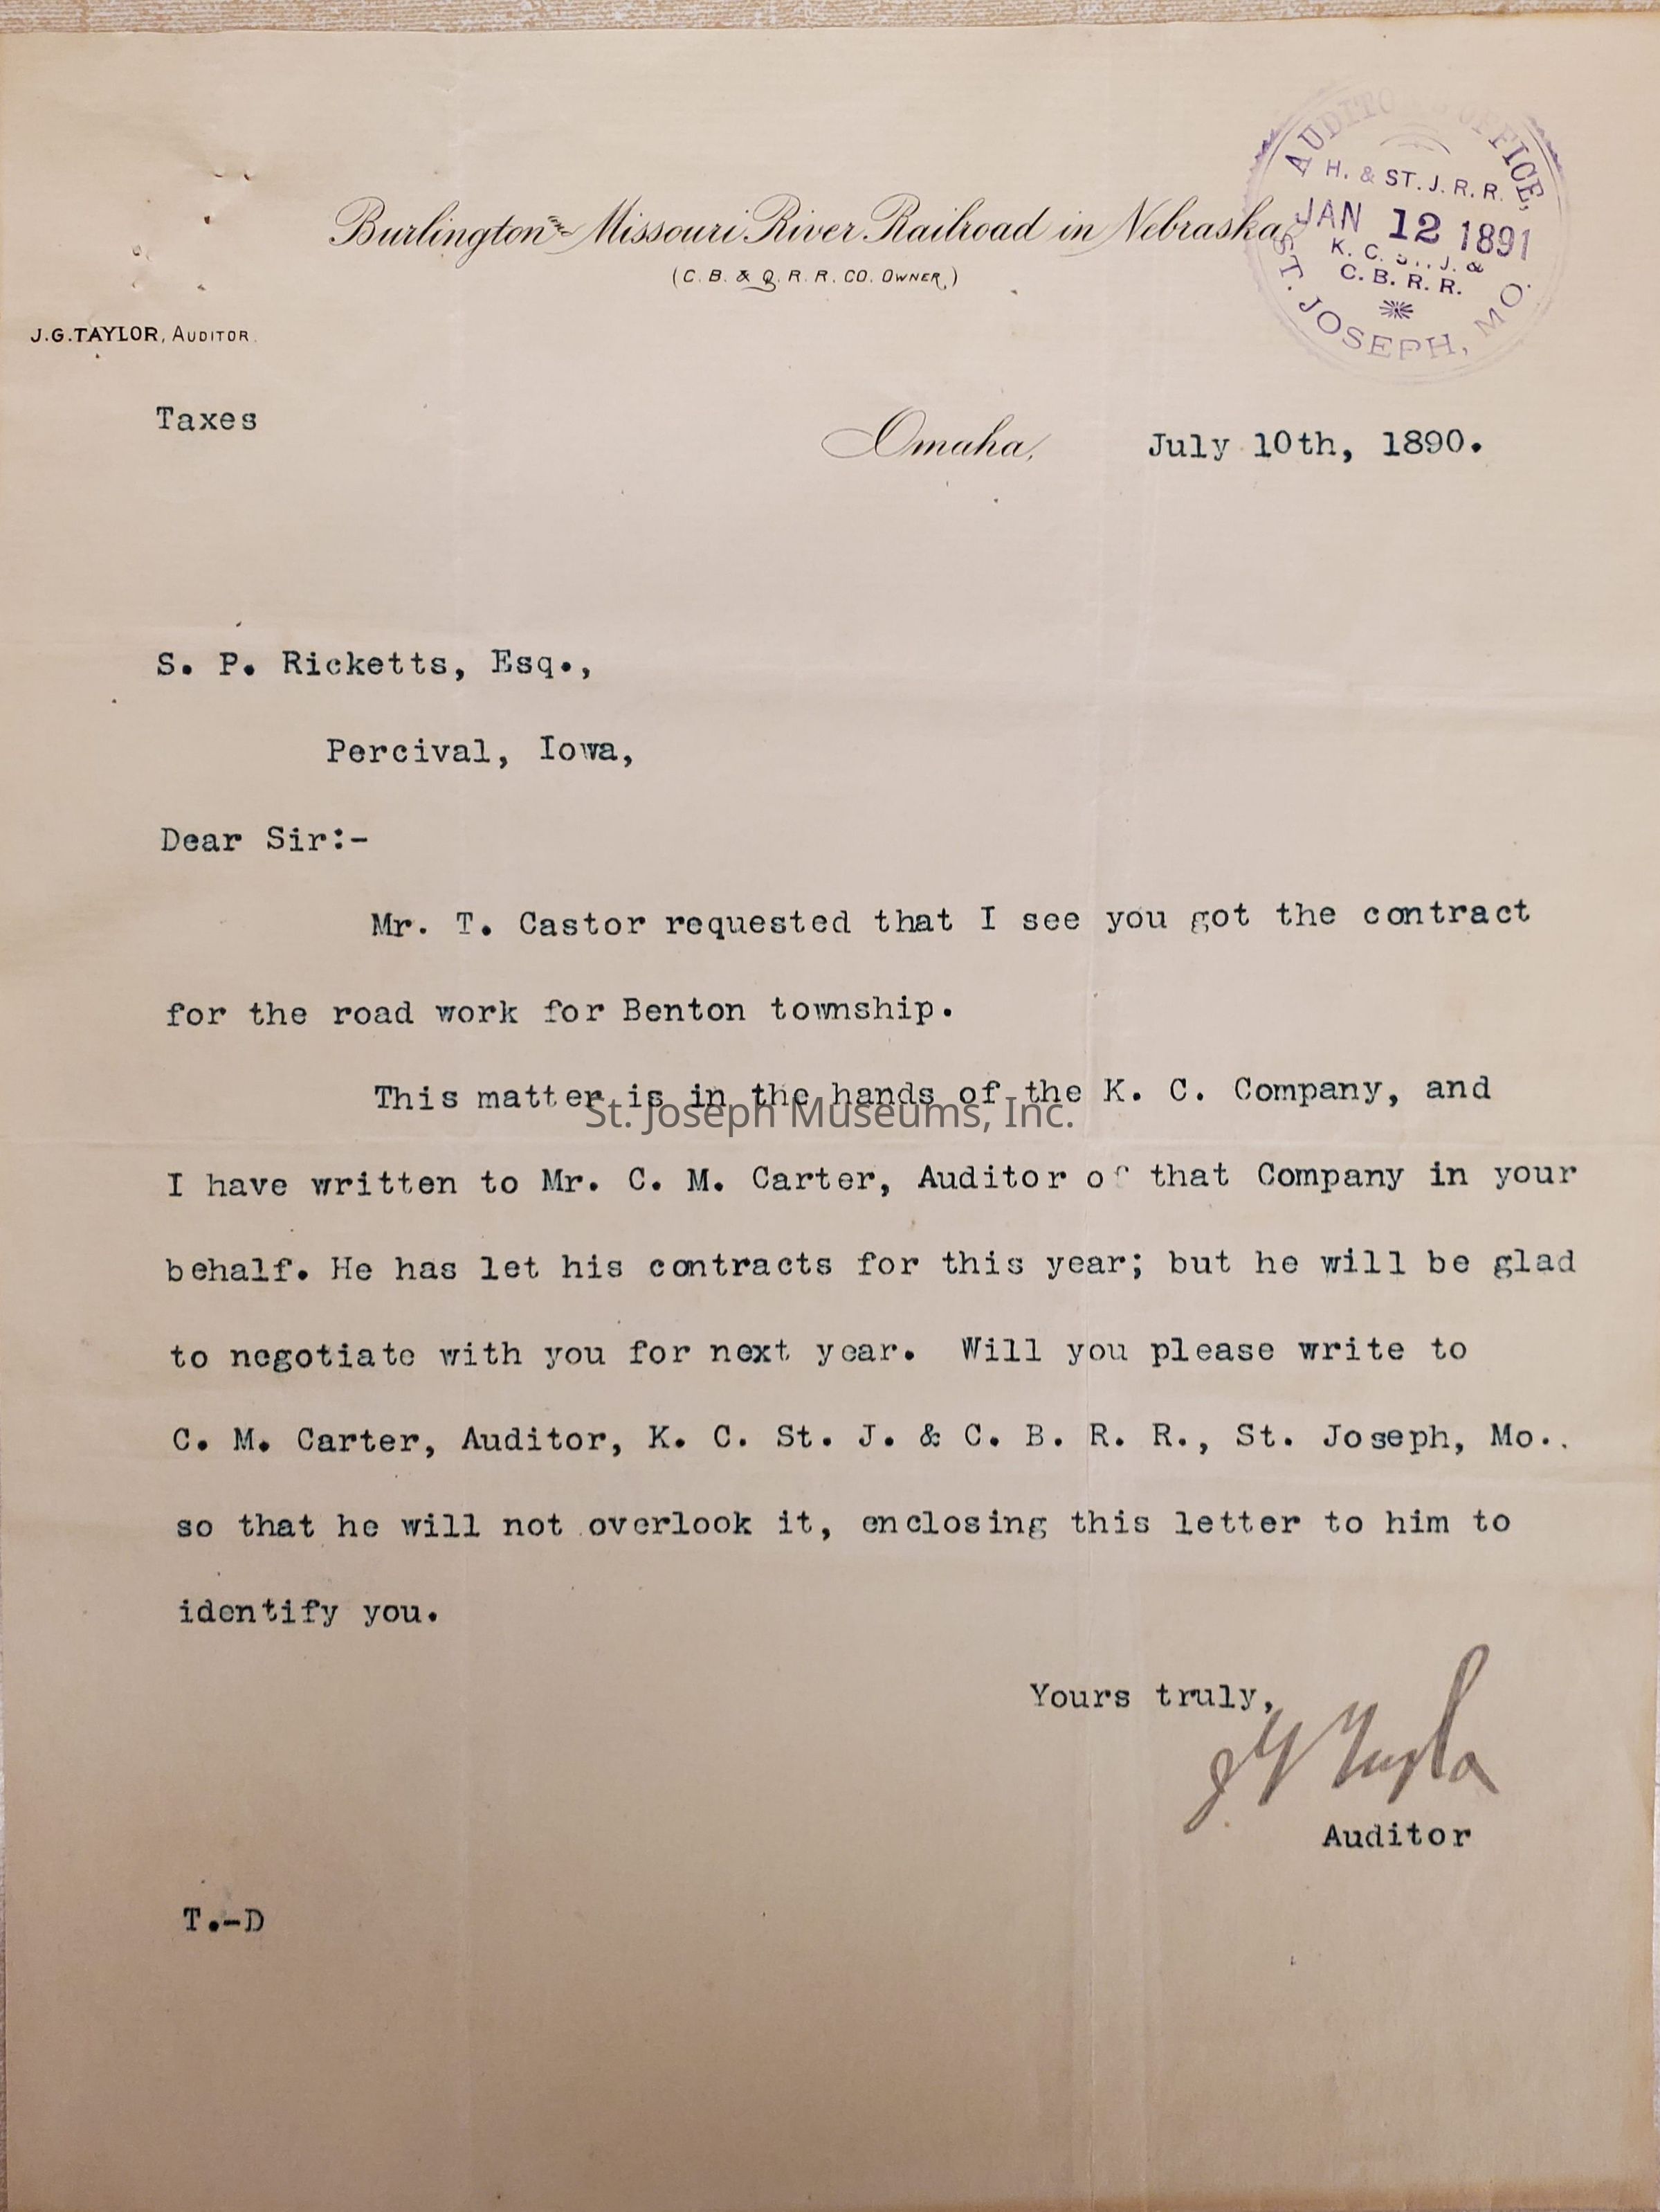 AUDITOR'S OFFICE,
H. & ST. J. R. R.
JAN 12 1891
K. C. ST. J. &
C. B. R. R.
ST. JOSEPH, MO.
Burlington and Missouri River Railroad in Nebraska
(C. B. & Q. R. R. CO. OWNER,)
J.G. TAYLOR, AUDITOR.
Taxes
Omaha, July 10th, 1890.
S. P. Ricketts, Esq.,
Percival, Iowa,
Dear Sir:-
Mr. T. Castor requested that I see you got the contract
for the road work for Benton township.
This matter is in the hands of the K. C. Company, and
St. Joseph Museums, Inc.
I have written to Mr. C. M. Carter, Auditor of that Company in your
behalf. He has let his contracts for this year; but he will be glad
to negotiate with you for next year. Will you please write to
C. M. Carter, Auditor, K. C. St. J. & C. B. R. R., St. Joseph, Mo..
so that he will not overlook it, enclosing this letter to him to
identify you.
Yours truly,
J G Taylor
Auditor
T.-D